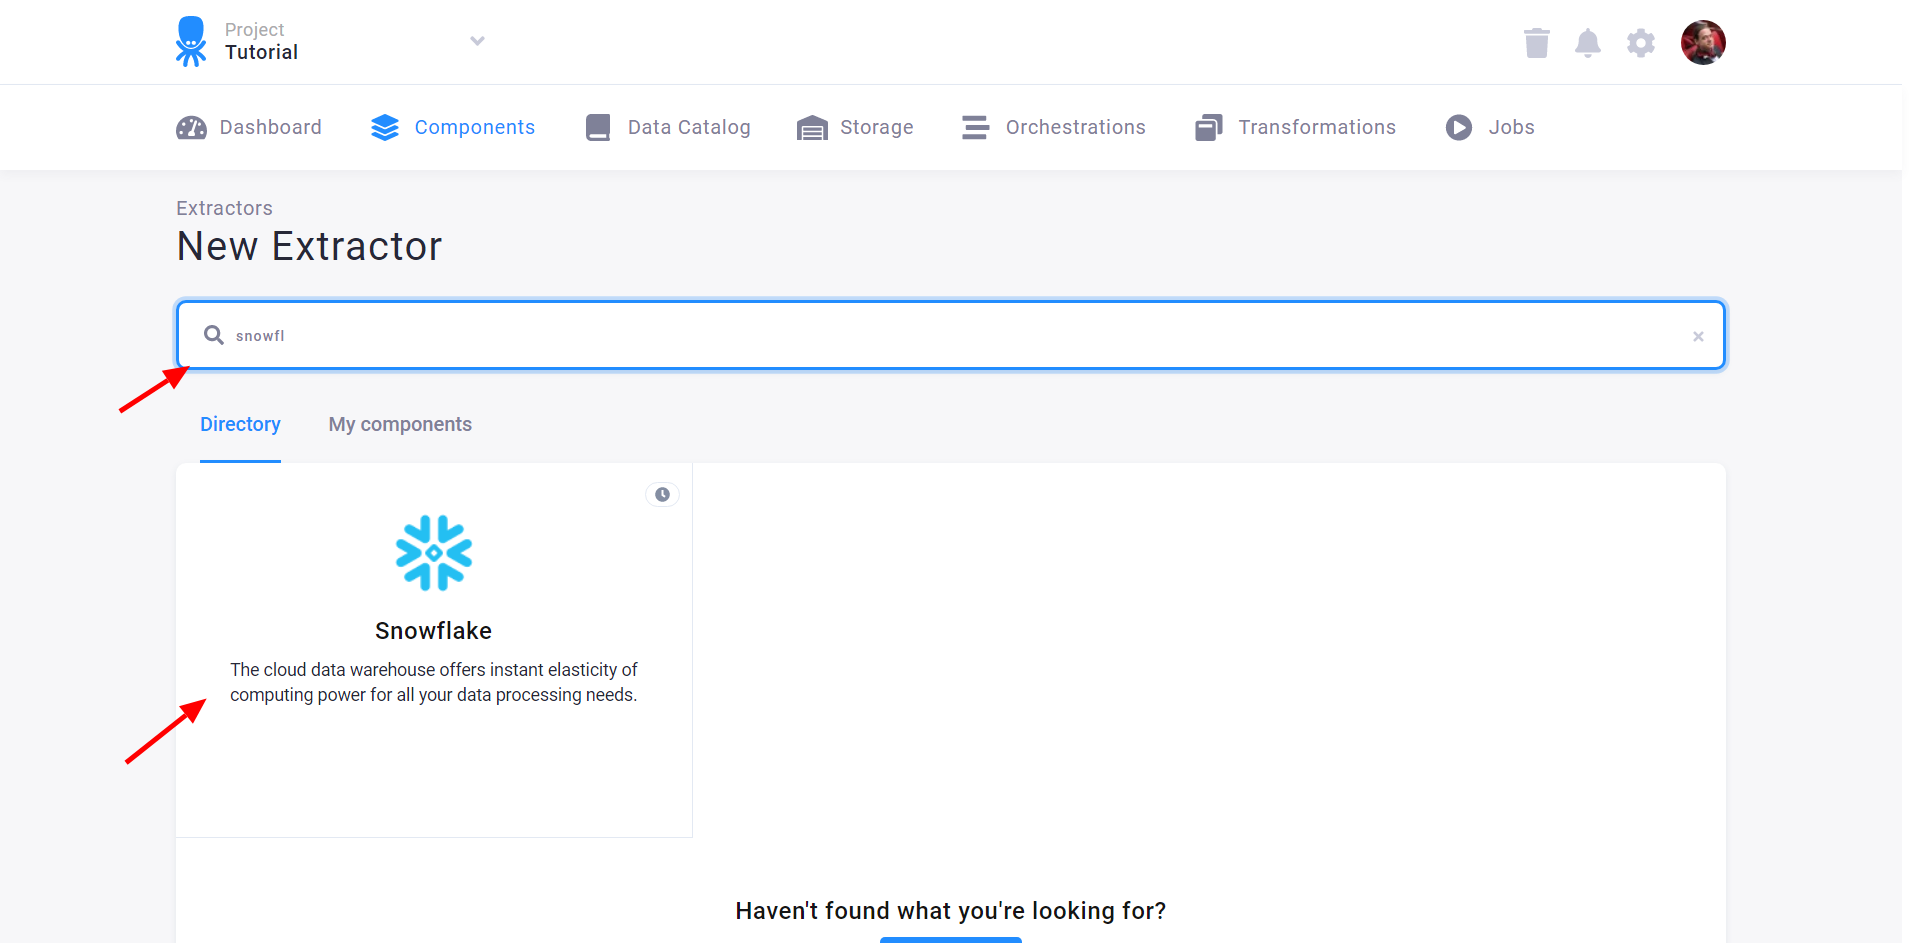 Project
Tutorial
Dashboard
Components
Data Catalog
Storage
Orchestrations
Transformations
Jobs
Extractors
New Extractor
snowfl
Directory
My components
Snowflake
The cloud data warehouse offers instant elasticity of
computing power for all your data processing needs.
Haven't found what you're looking for?